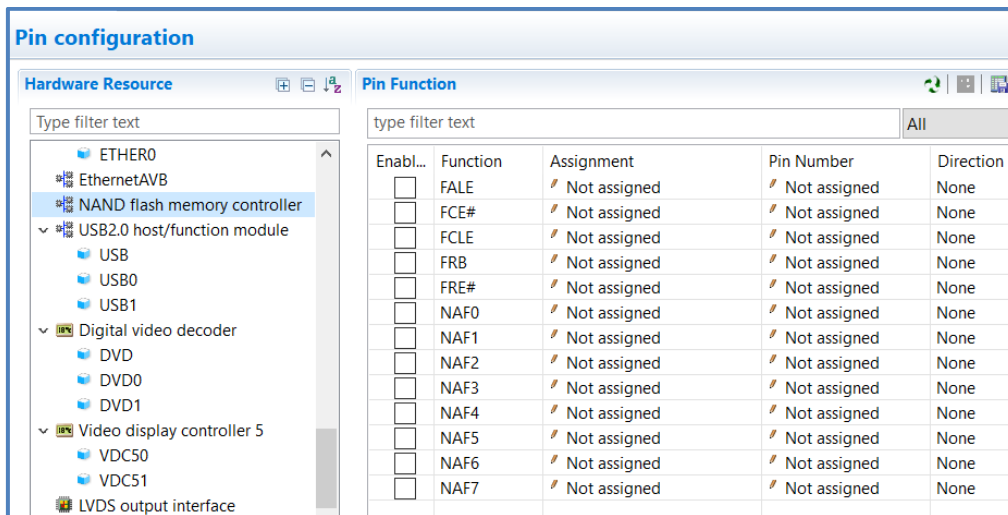 Pin configuration
Hardware Resource
Type filter text
ETHER0
EthernetAVB
NAND flash memory controller
USB2.0 host/function module
USB
USB0
USB1
Digital video decoder
DVD
DVD0
DVD1
Video display controller 5
VDC50
VDC51
LVDS output interface
Pin Function
type filter text All
Enabl... Function Assignment Pin Number Direction
FALE Not assigned Not assigned None
FCE# Not assigned Not assigned None
FCLE Not assigned Not assigned None
FRB Not assigned Not assigned None
FRE# Not assigned Not assigned None
NAF0 Not assigned Not assigned None
NAF1 Not assigned Not assigned None
NAF2 Not assigned Not assigned None
NAF3 Not assigned Not assigned None
NAF4 Not assigned Not assigned None
NAF5 Not assigned Not assigned None
NAF6 Not assigned Not assigned None
NAF7 Not assigned Not assigned None